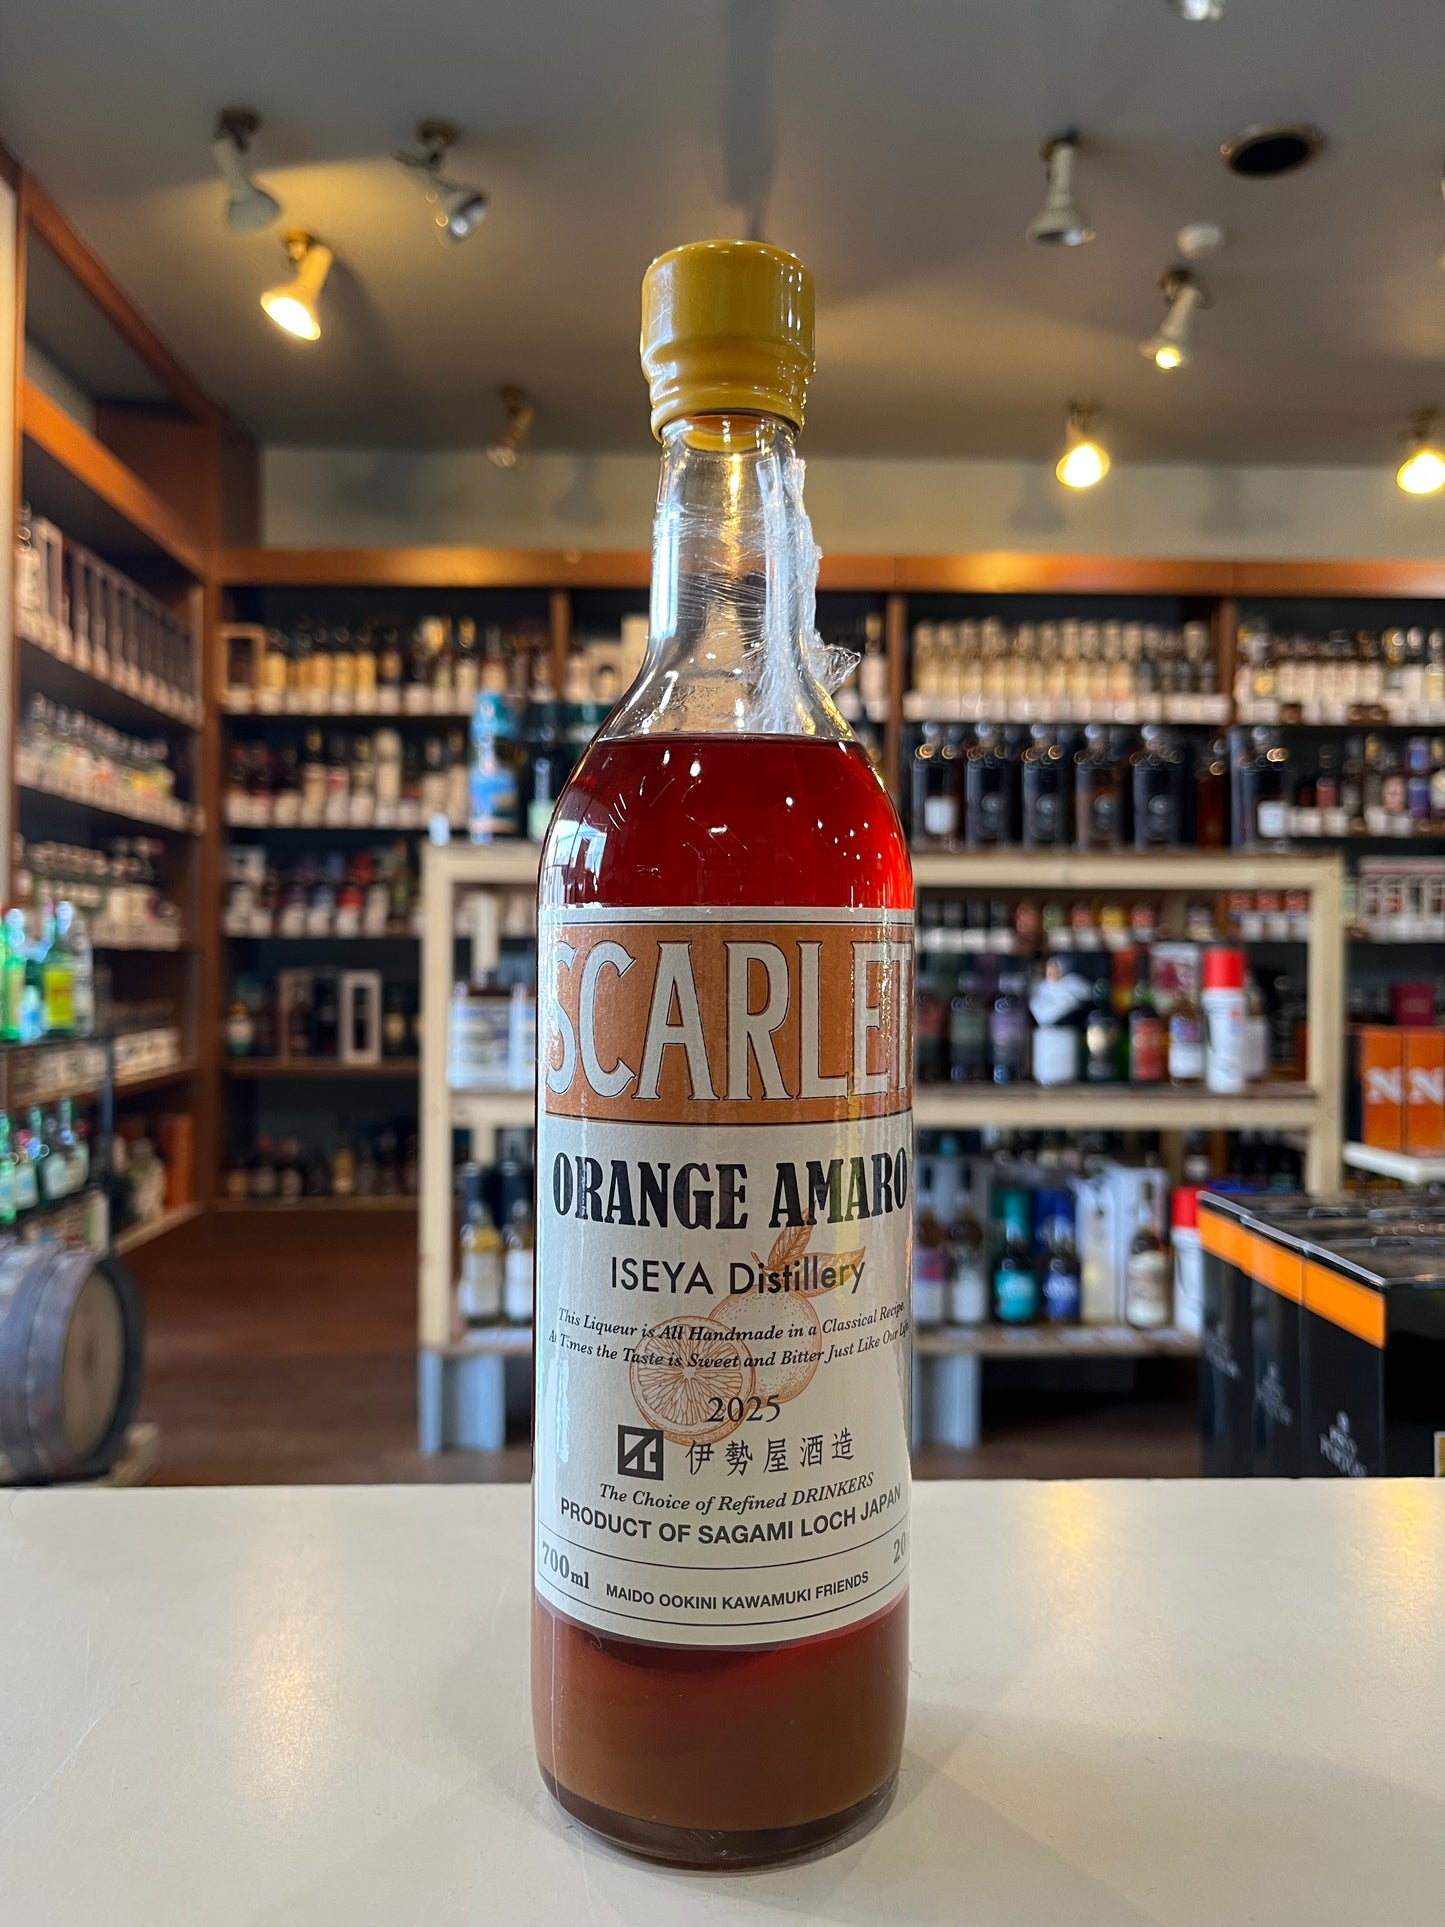 SCARLET
ORANGE AMARO
ISEYA Distillery
This Liqueur is All Handmade in a Classical Recipe.
At Times the Taste is Sweet and Bitter Just Like Our Life.
2025
伊勢屋酒造
The Choice of Refined DRINKERS
PRODUCT OF SAGAMI LOCH JAPAN
700ml 20
MAIDO OOKINI KAWAMUKI FRIENDS